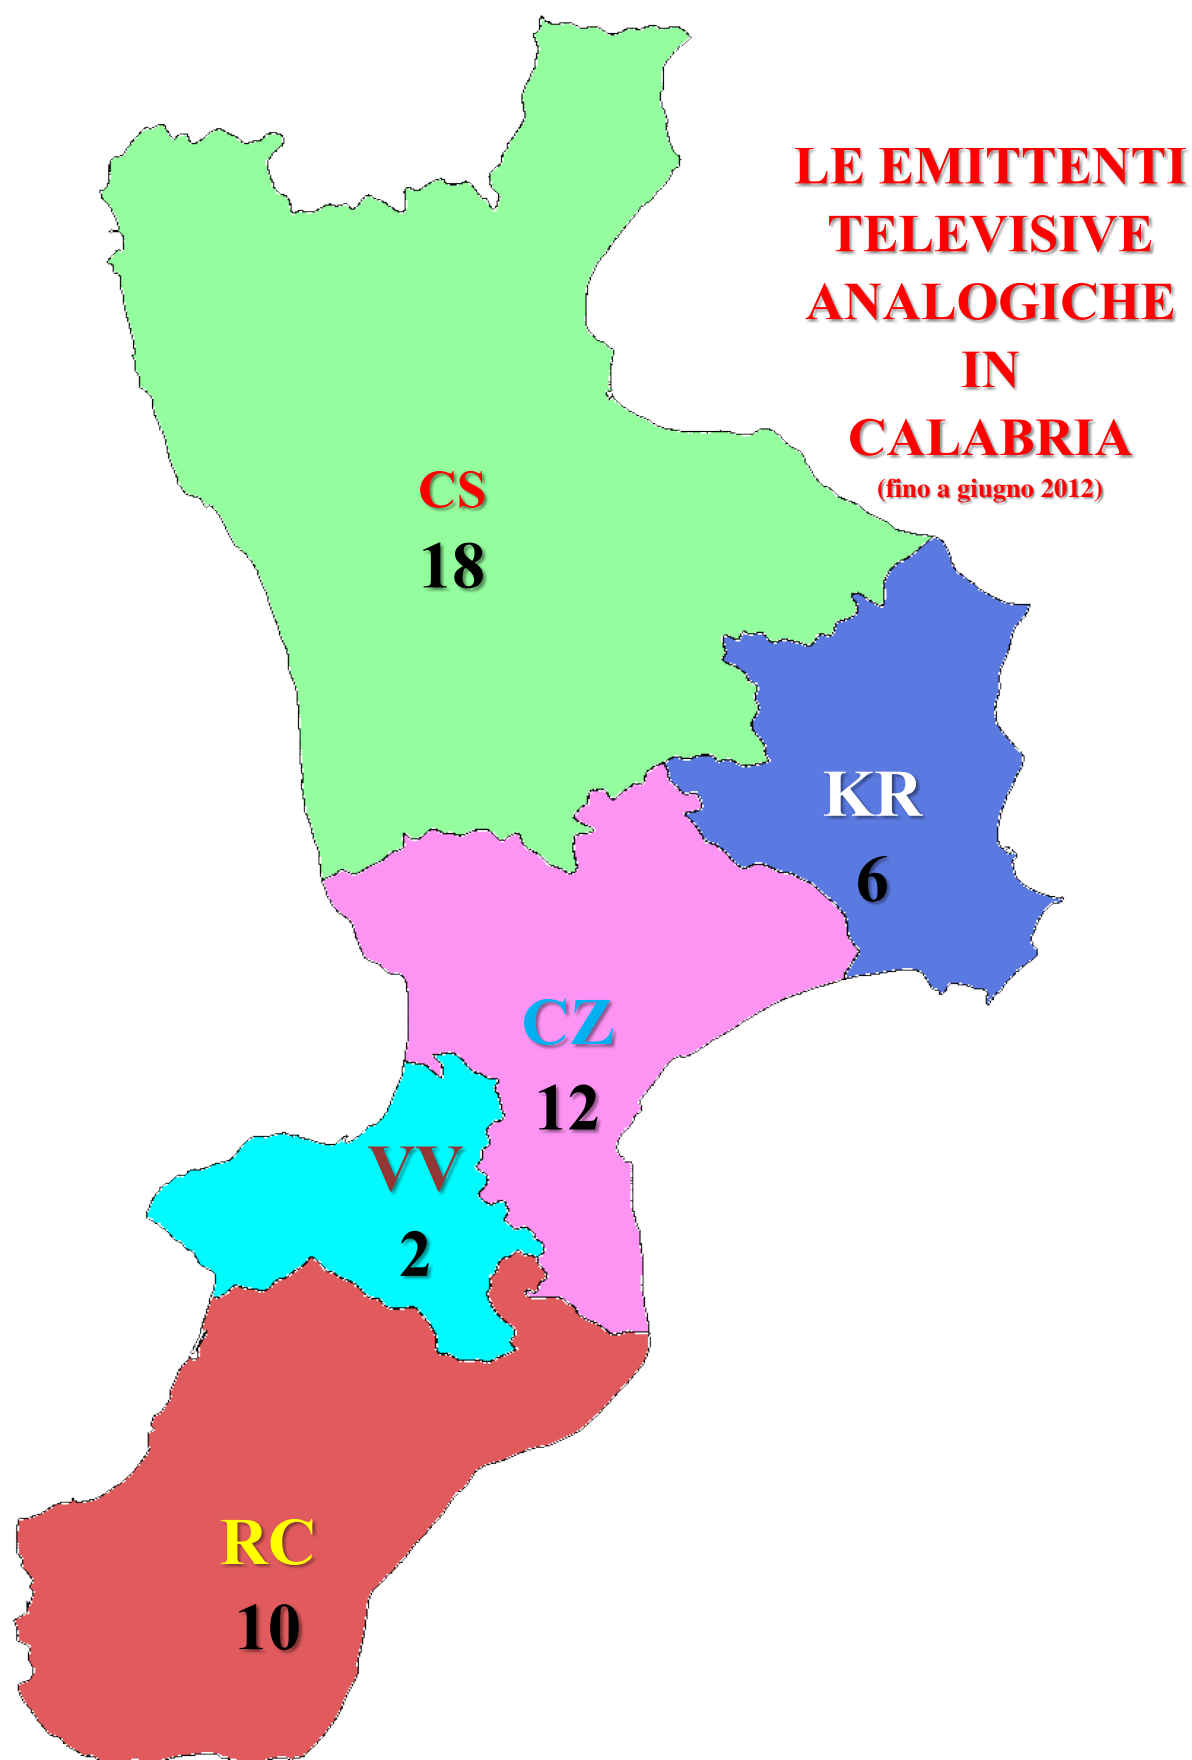 LE EMITTENTI
TELEVISIVE
ANALOGICHE
IN
CALABRIA
(fino a giugno 2012)
CS
18
KR
6
CZ
12
VV
2
RC
10